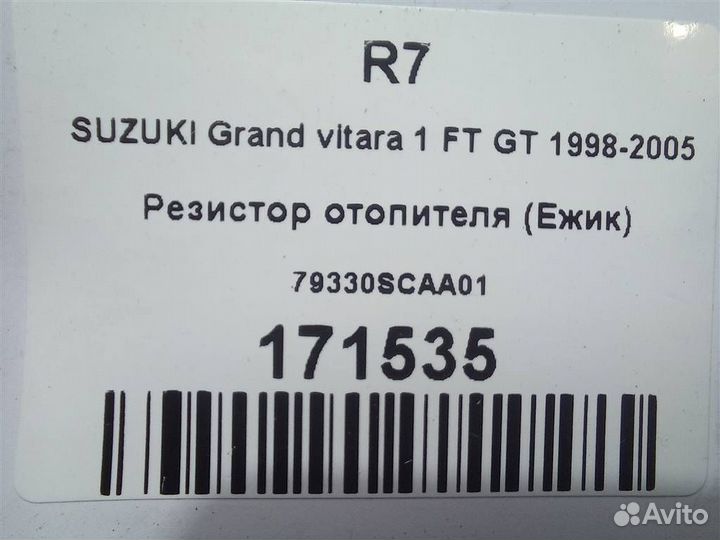 R7
SUZUKI Grand vitara 1 FT GT 1998-2005
Резистор отопителя (Ежик)
79330SCAA01
171535
Avito